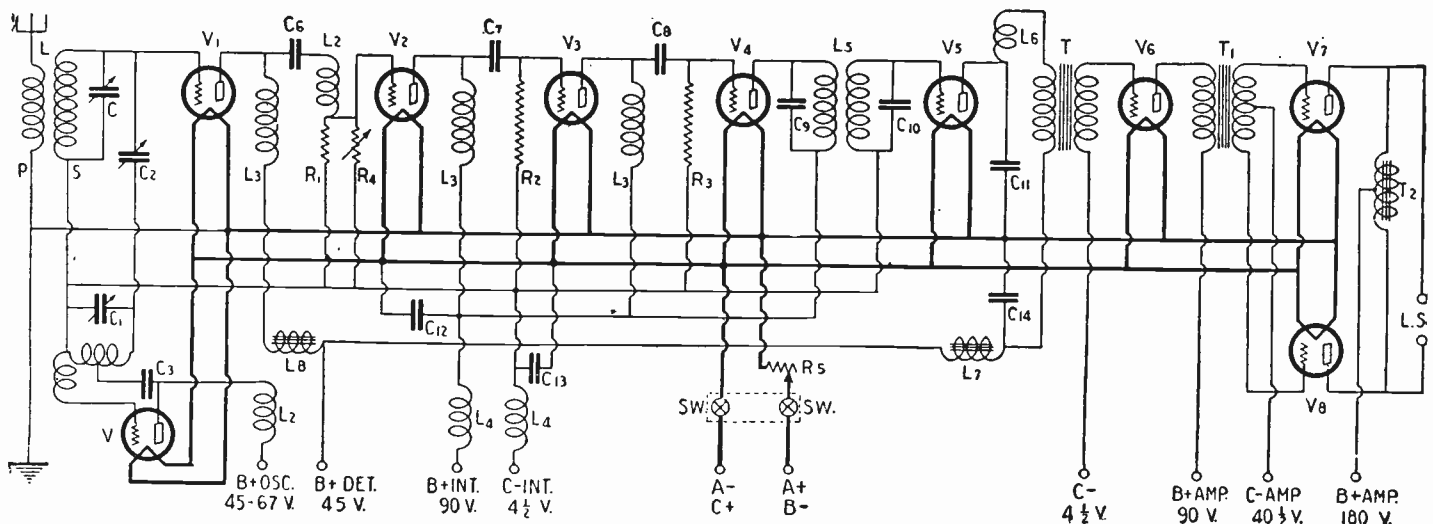 V1 C6 L2 V2 C7 V3 C8 V4 L5 V5 L6 T V6 T1 V7
L C C9 C10
P S C2 L3 R1 R4 L3 R2 L3 R3 C11 T2
C1 C12 C14 L.S.
L8 L7
C3 C13 R5
V L2 L4 L4 SW SW. V8
B+OSC. 45-67 V.
B+DET. 45 V.
B+INT. 90 V.
C-INT. 4½ V.
A- C+
A+ B-
C- 4½ V.
B+AMP. 90 V.
C-AMP 40½ V.
B+AMP. 180 V.